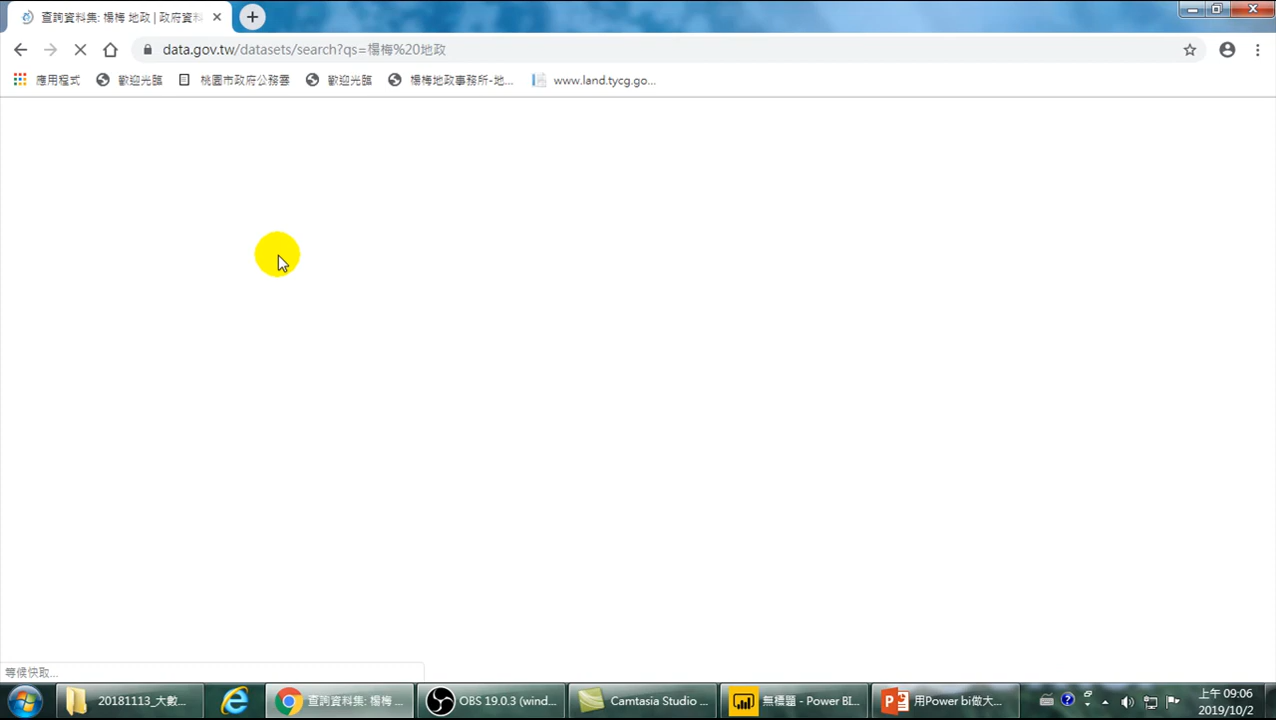 查詢資料集: 楊梅 地政 | 政府資料
data.gov.tw/datasets/search?qs=楊梅%20地政
應用程式 歡迎光臨 桃園市政府公務雲 歡迎光臨 楊梅地政事務所-地... www.land.tycg.go...
等候快取...
20181113_大數... 查詢資料集: 楊梅 ... OBS 19.0.3 (wind... Camtasia Studio ... 無標題 - Power BI... 用Power bi做大... 上午 09:06
2019/10/2